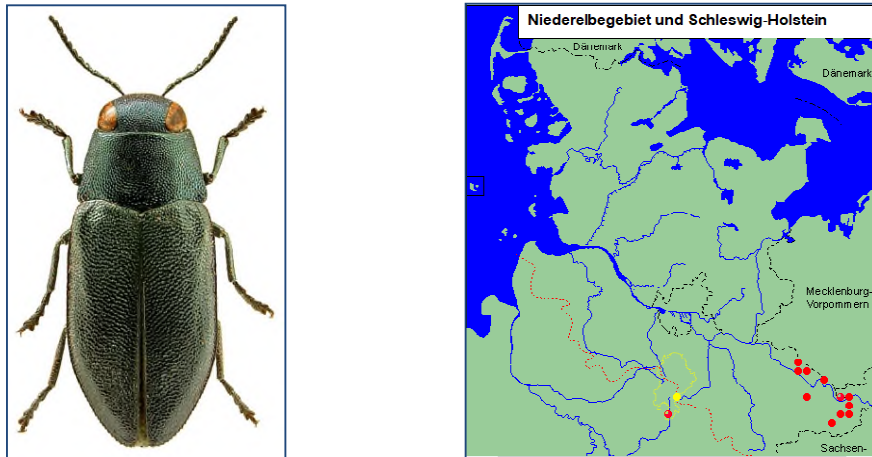 Niederelbegebiet und Schleswig-Holstein
Dänemark
Dänemark
Mecklenburg-
Vorpommern
Sachsen-